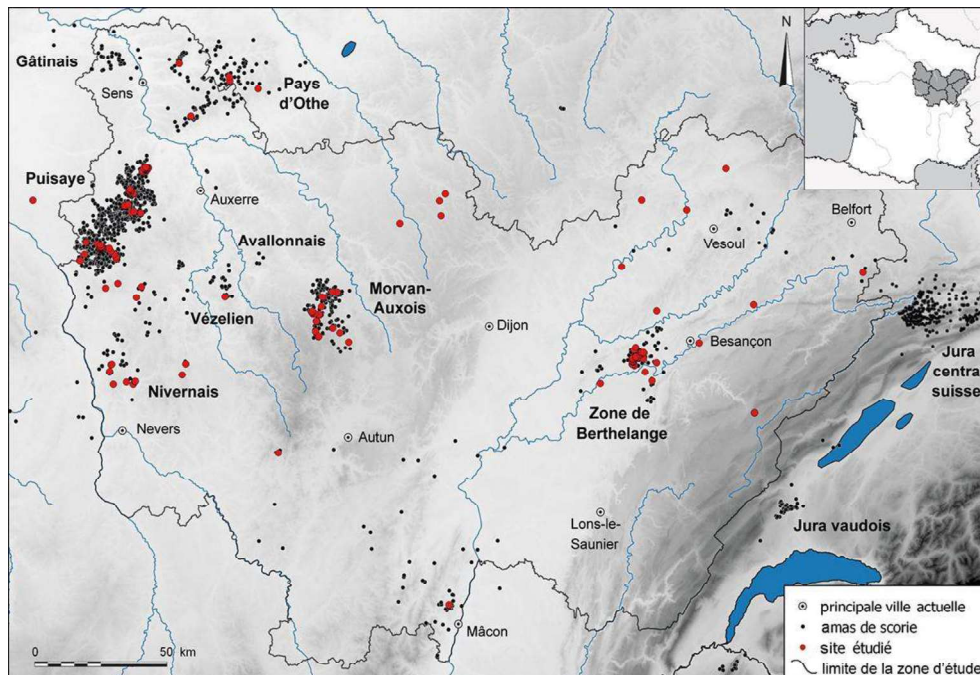 Gâtinais
Sens
Pays
d'Othe
N
Puisaye
Auxerre
Avallonnais
Vézelien
Morvan-
Auxois
Vesoul
Belfort
Dijon
Besançon
Nivernais
Nevers
Autun
Zone de
Berthelange
Jura
centra
suisse
Lons-le-
Saunier
Jura vaudois
Mâcon
0 50 km
principale ville actuelle
amas de scorie
site étudié
limite de la zone d'étude